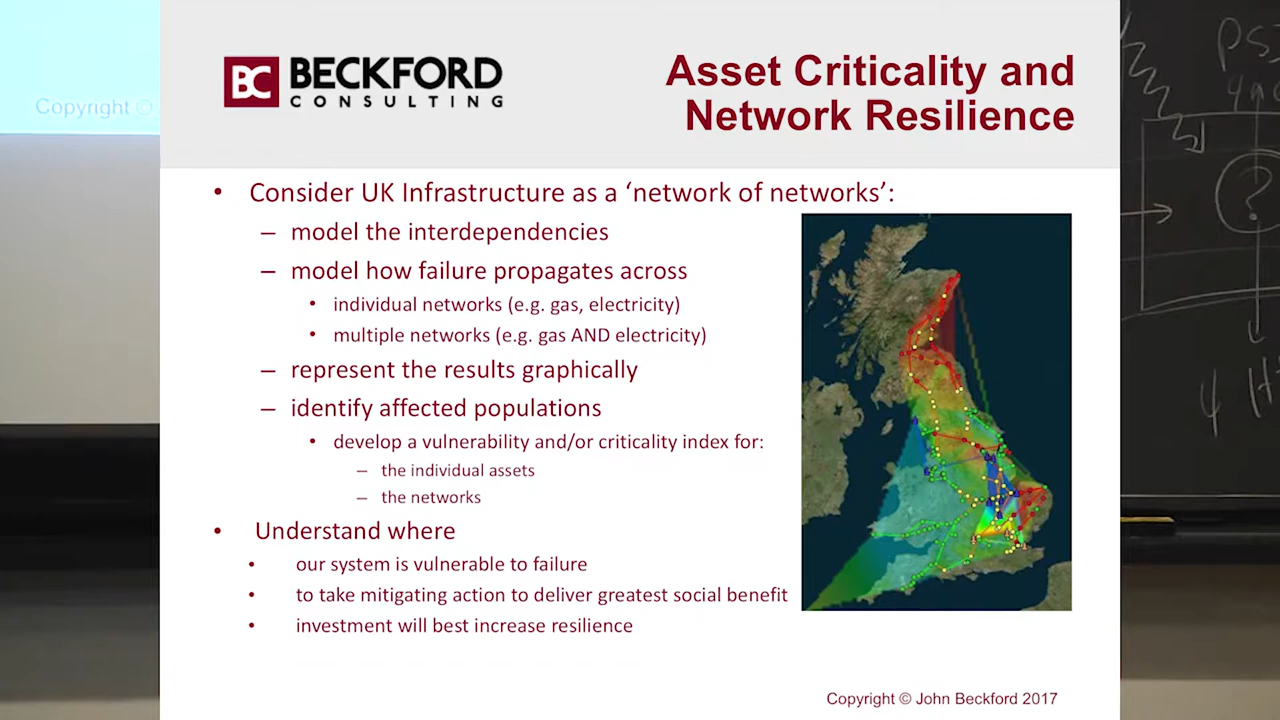 Copyright ©
BC BECKFORD
CONSULTING
Asset Criticality and
Network Resilience
• Consider UK Infrastructure as a ‘network of networks’:
– model the interdependencies
– model how failure propagates across
• individual networks (e.g. gas, electricity)
• multiple networks (e.g. gas AND electricity)
– represent the results graphically
– identify affected populations
• develop a vulnerability and/or criticality index for:
– the individual assets
– the networks
• Understand where
• our system is vulnerable to failure
• to take mitigating action to deliver greatest social benefit
• investment will best increase resilience
Copyright © John Beckford 2017
?